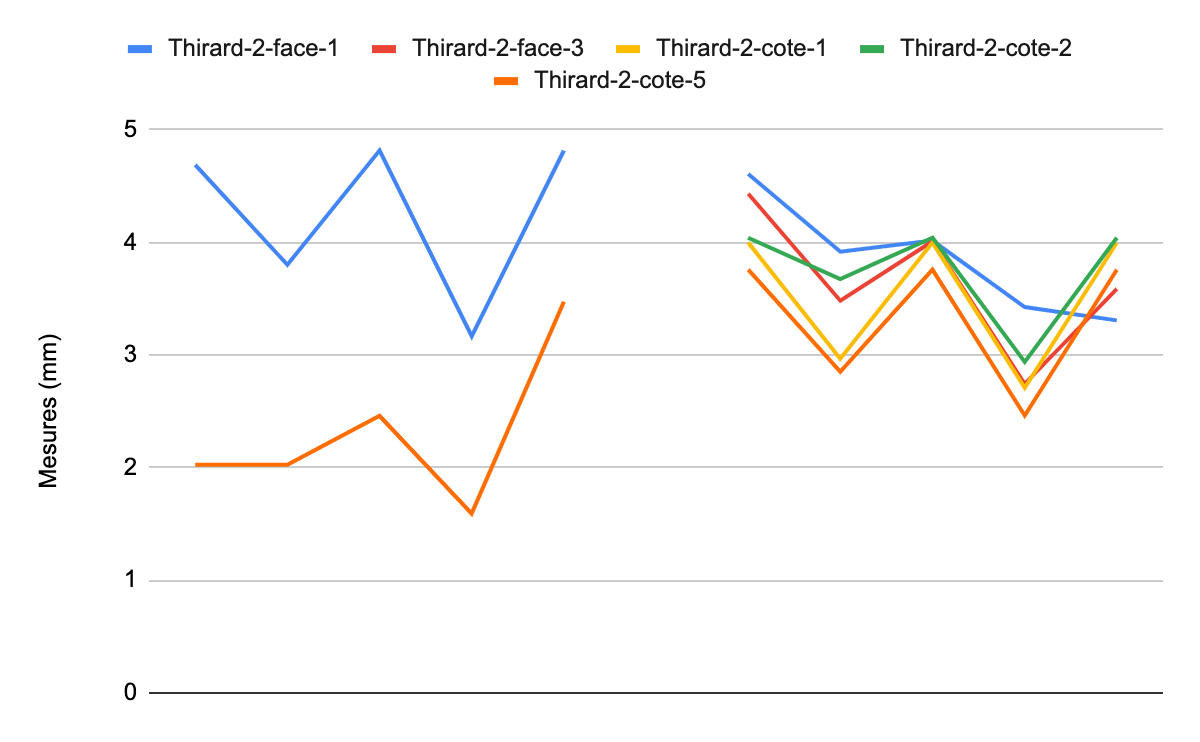 Thirard-2-face-1 Thirard-2-face-3 Thirard-2-cote-1 Thirard-2-cote-2
Thirard-2-cote-5
5
4
3
2
1
0
Mesures (mm)